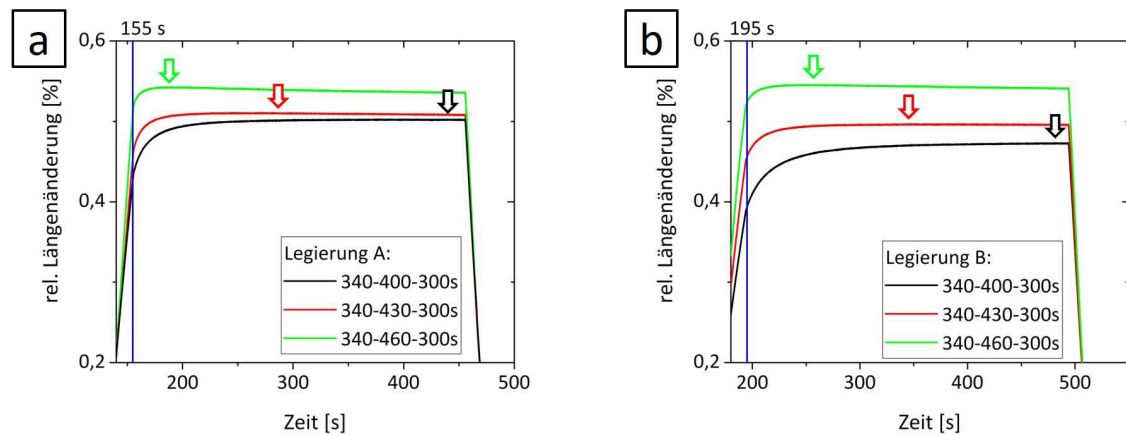 a
155 s
0,6
0,4
0,2
rel. Längenänderung [%]
200
300
400
500
Zeit [s]
Legierung A:
340-400-300s
340-430-300s
340-460-300s
b
195 s
0,6
0,4
0,2
rel. Längenänderung [%]
200
300
400
500
Zeit [s]
Legierung B:
340-400-300s
340-430-300s
340-460-300s